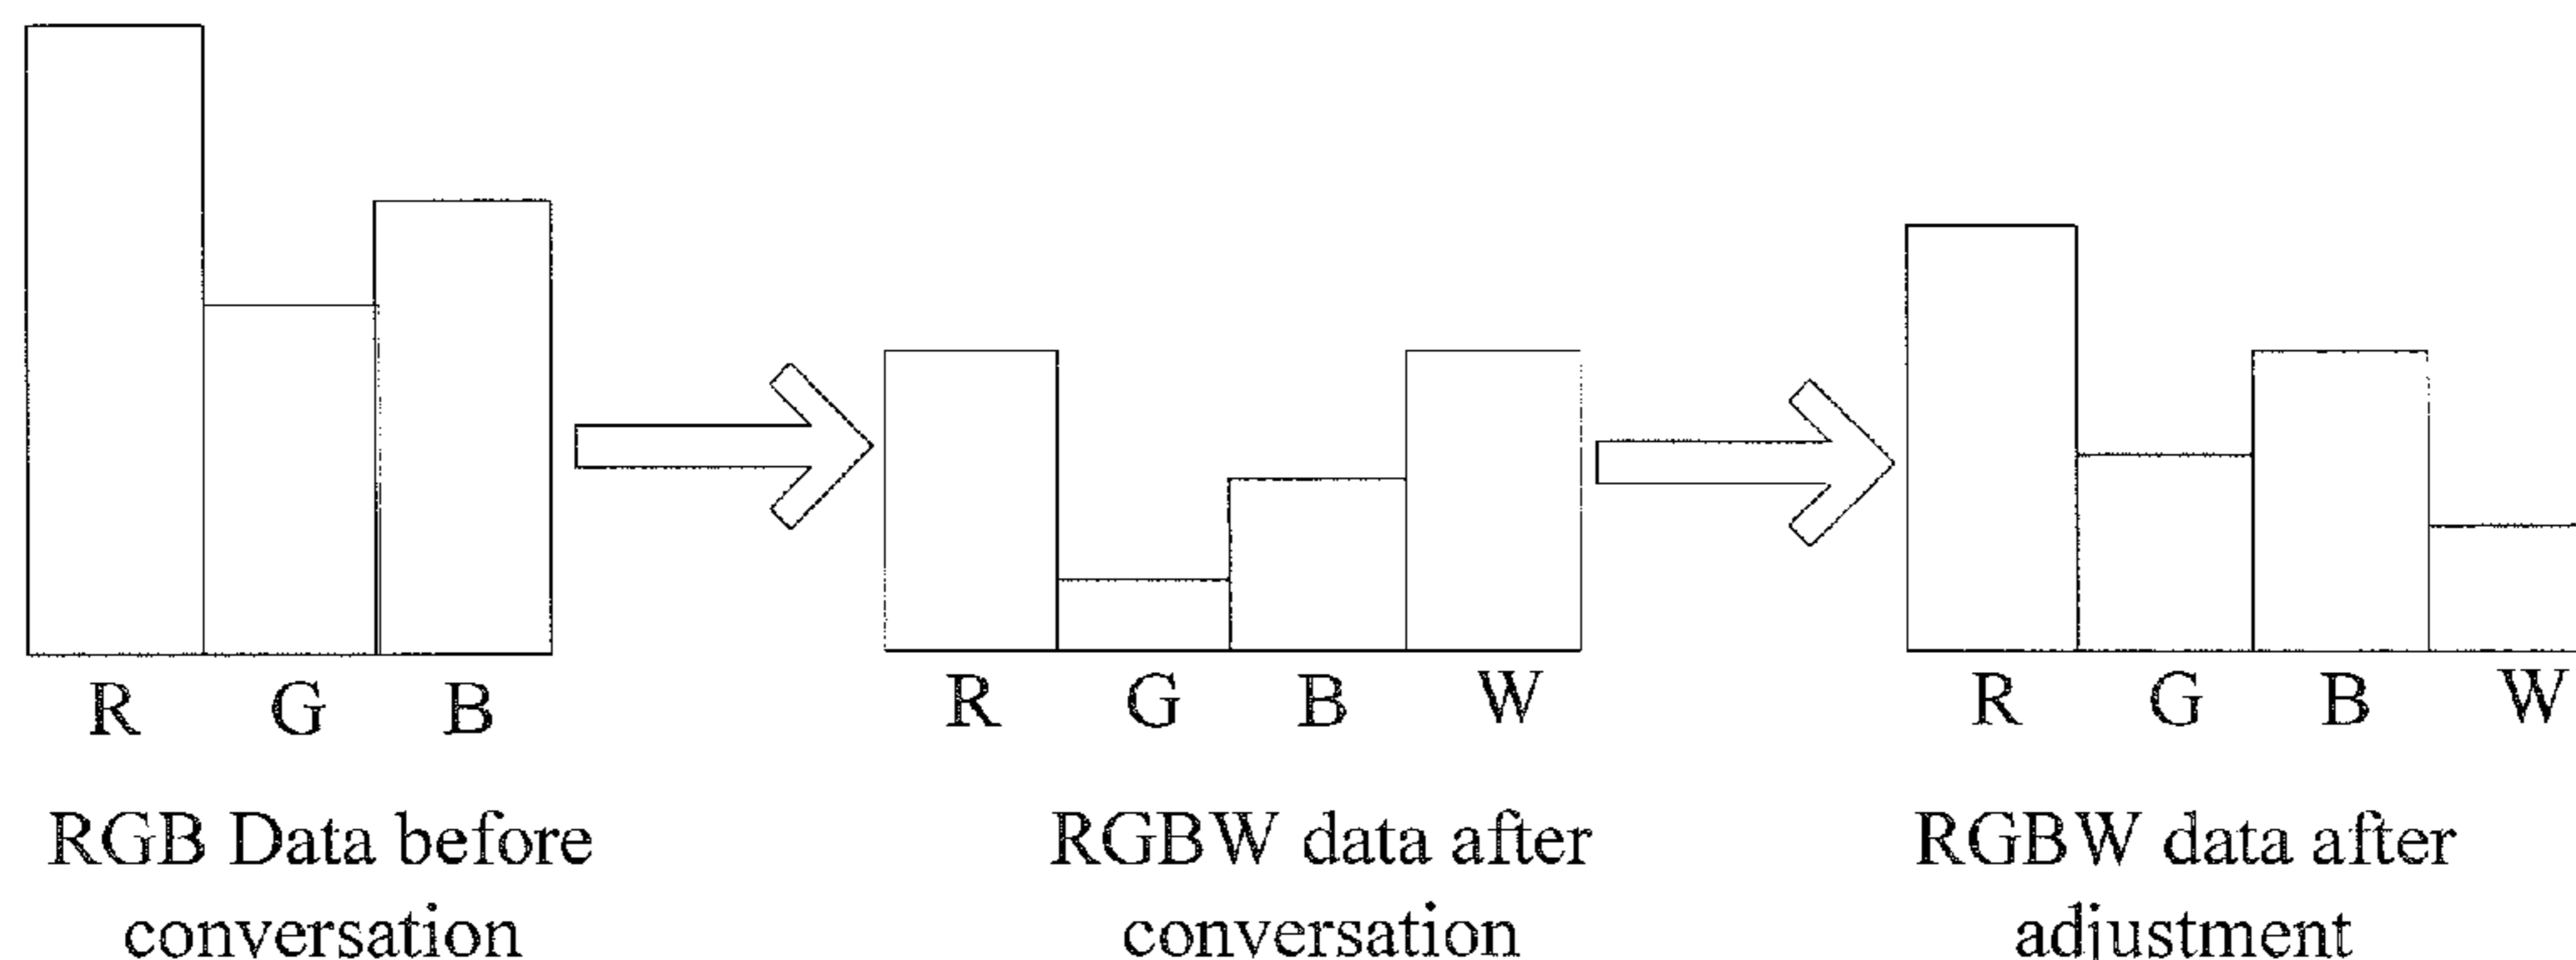 R G B
R G B W
R G B W
RGB Data before
conversation
RGBW data after
conversation
RGBW data after
adjustment